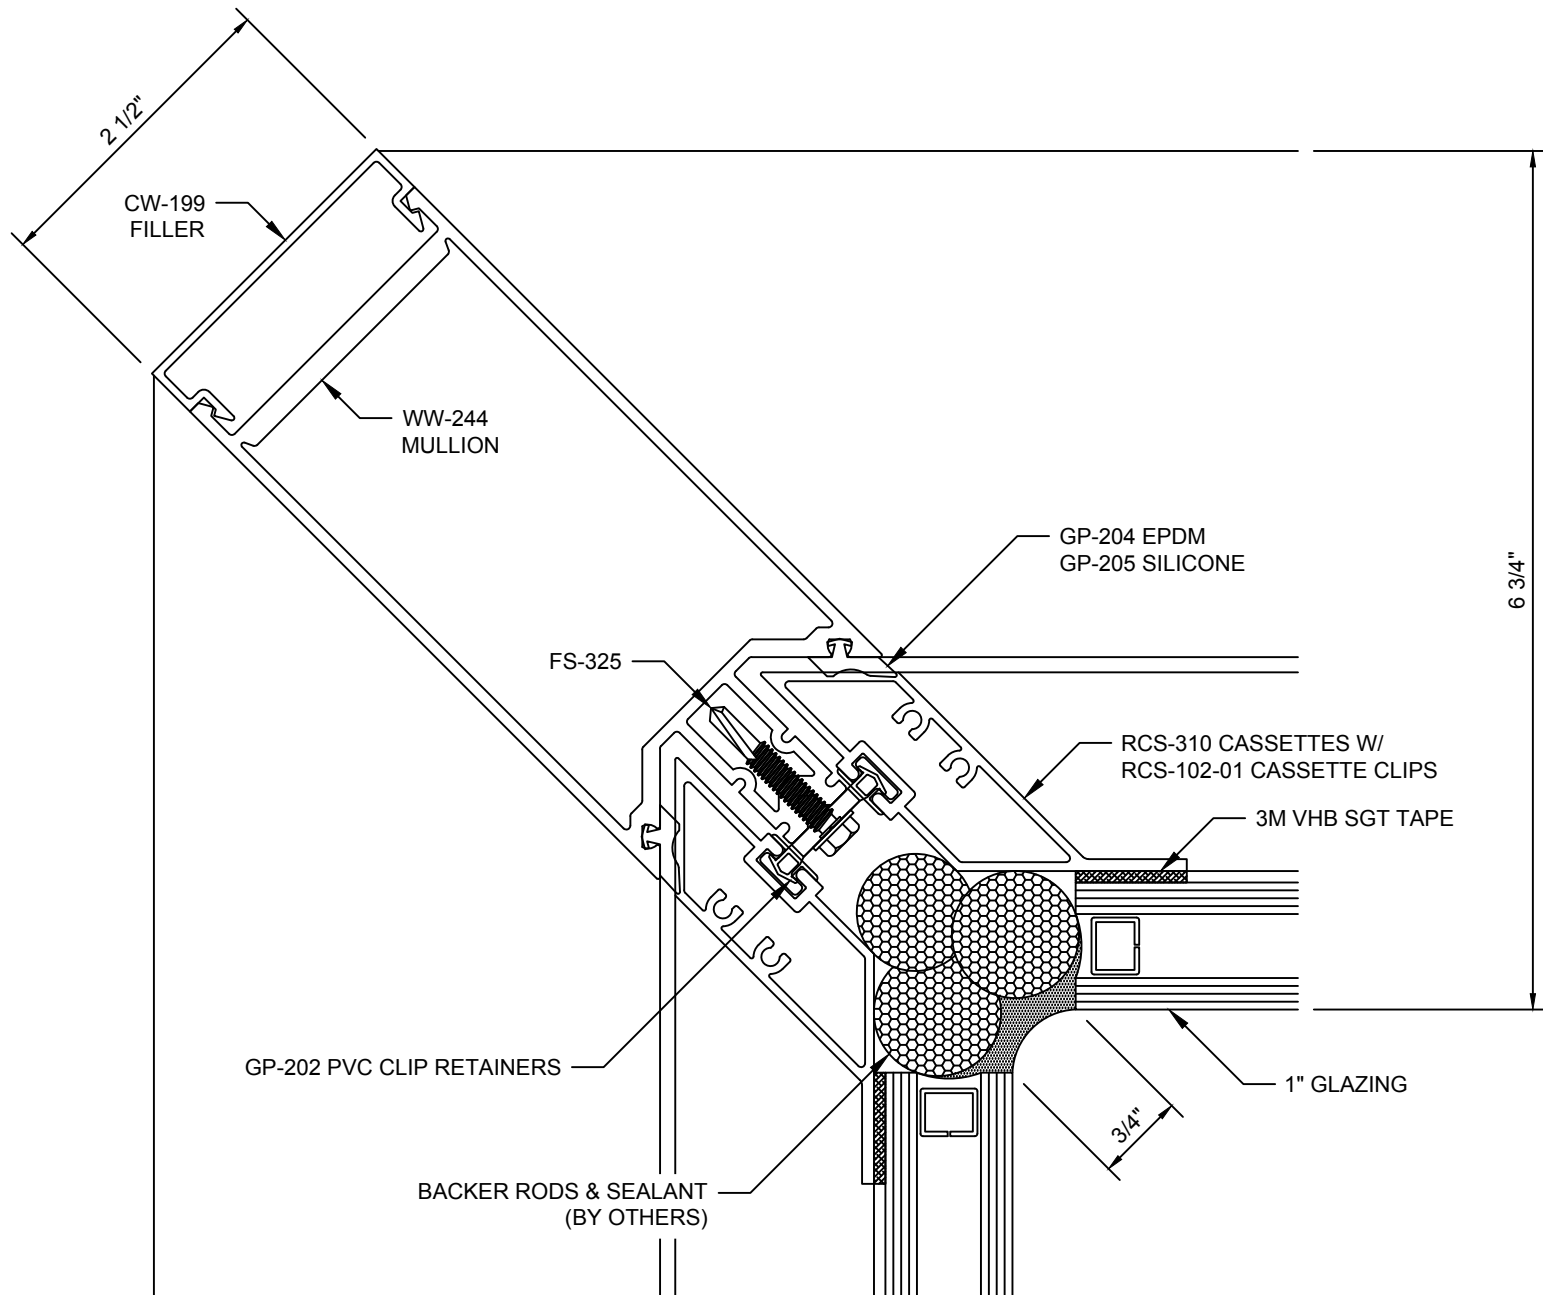 2 1/2"
CW-199
FILLER
WW-244
MULLION
GP-204 EPDM
GP-205 SILICONE
6 3/4"
FS-325
RCS-310 CASSETTES W/
RCS-102-01 CASSETTE CLIPS
3M VHB SGT TAPE
GP-202 PVC CLIP RETAINERS
1" GLAZING
3/4"
BACKER RODS & SEALANT
(BY OTHERS)